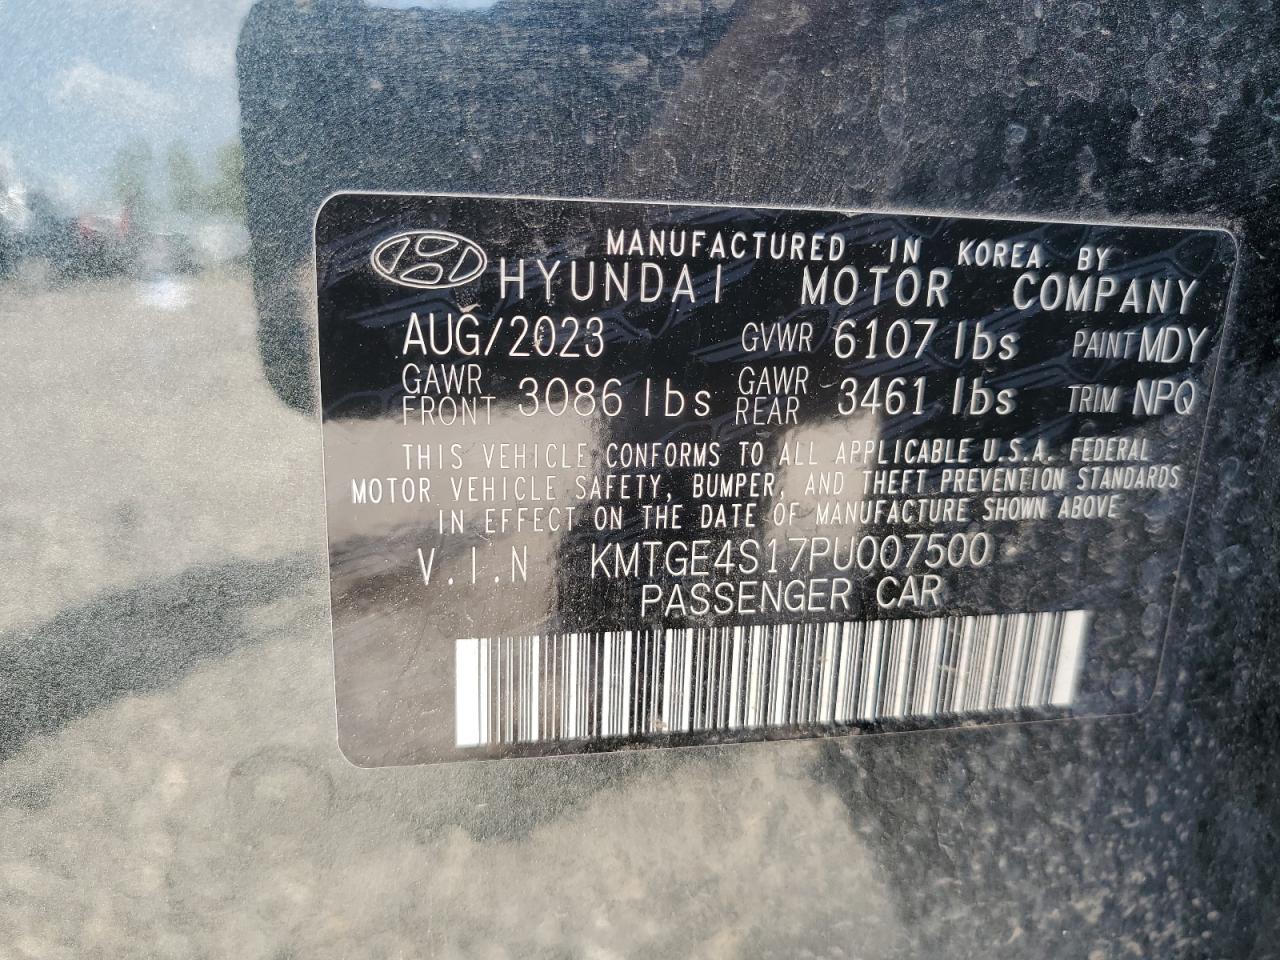 MANUFACTURED IN KOREA BY
HYUNDAI MOTOR COMPANY
AUG/2023 GVWR 6107 lbs PAINT MDY
GAWR FRONT 3086 lbs GAWR REAR 3461 lbs TRIM NPQ
THIS VEHICLE CONFORMS TO ALL APPLICABLE U.S.A. FEDERAL
MOTOR VEHICLE SAFETY, BUMPER, AND THEFT PREVENTION STANDARDS
IN EFFECT ON THE DATE OF MANUFACTURE SHOWN ABOVE
V.I.N KMTGE4S17PU007500
PASSENGER CAR